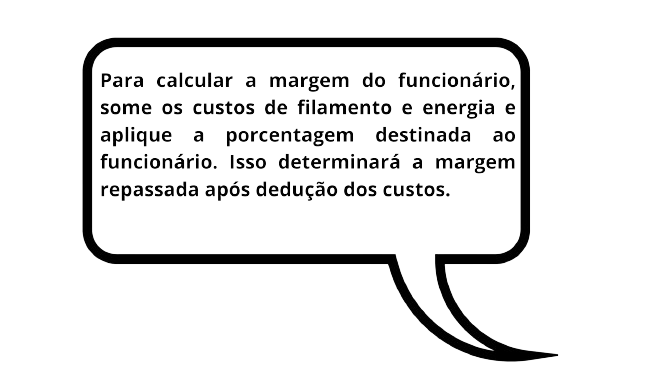 Para calcular a margem do funcionário,
some os custos de filamento e energia e
aplique a porcentagem destinada ao
funcionário. Isso determinará a margem
repassada após dedução dos custos.